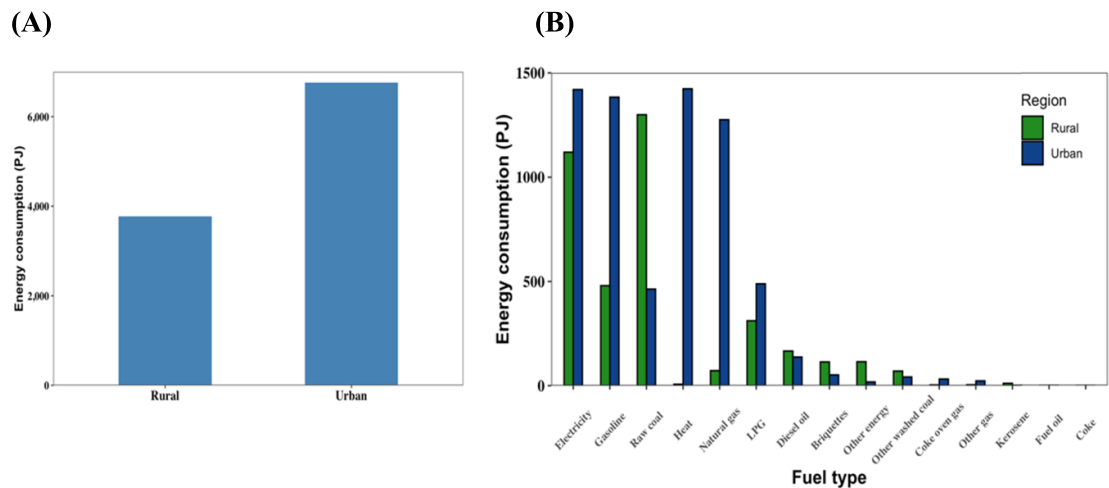 (A)
(B)
Energy consumption (PJ)
6,000
4,000
2,000
0
Rural
Urban
Energy consumption (PJ)
1500
1000
500
0
Region
Rural
Urban
Electricity
Gasoline
Raw coal
Heat
Natural gas
LPG
Diesel oil
Briquettes
Other energy
Other washed coal
Coke oven gas
Other gas
Kerosene
Fuel oil
Coke
Fuel type